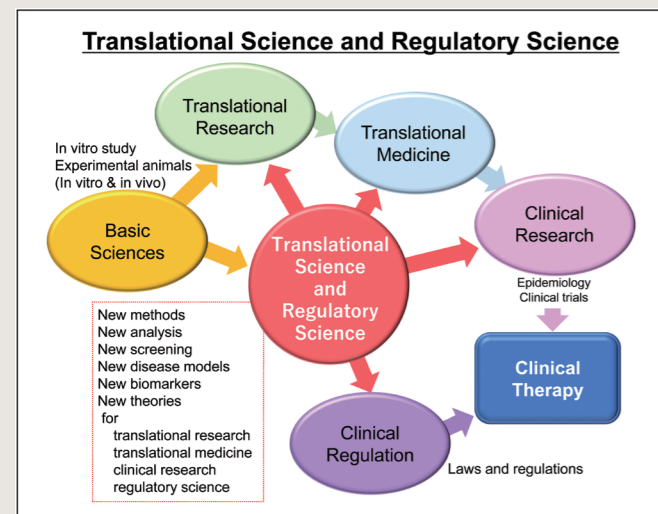 Translational Science and Regulatory Science
Translational
Research
Translational
Medicine
In vitro study
Experimental animals
(In vitro & in vivo)
Basic
Sciences
Clinical
Research
Translational
Science
and
Regulatory
Science
Epidemiology
Clinical trials
New methods
New analysis
New screening
New disease models
New biomarkers
New theories
for
translational research
translational medicine
clinical research
regulatory science
Clinical
Therapy
Clinical
Regulation
Laws and regulations